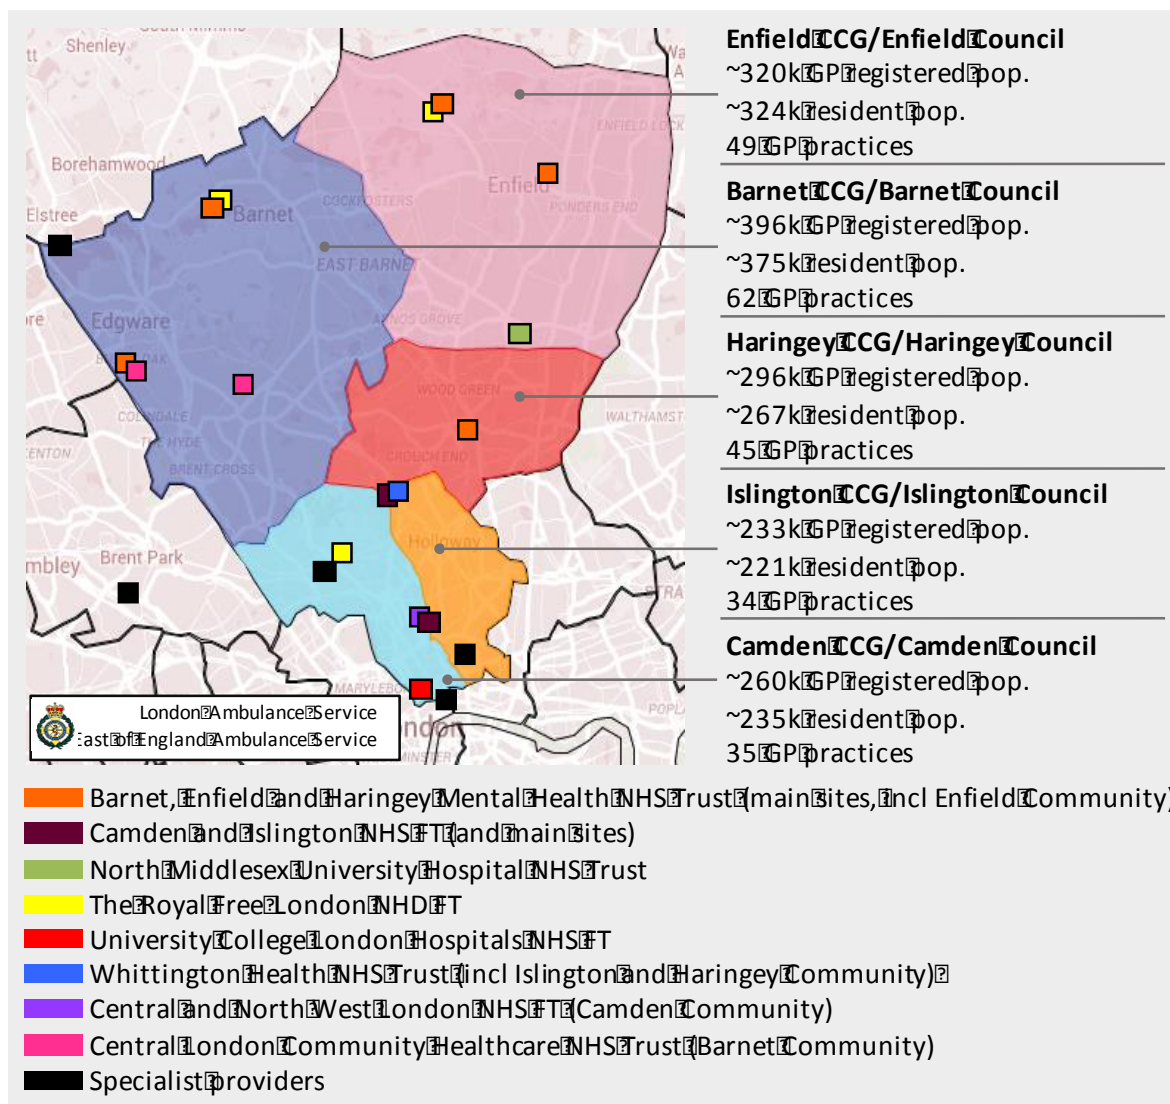 Shenley
Borehamwood
Elstree
Barnet
COCKFOSTERS
Enfield
PONDERS END
EAST BARNET
Edgware
ARNOS GROVE
WOOD GREEN
COLINDALE
THE HYDE
BRENT CROSS
CROUCH END
WALTHAMST
ENTON
Holloway
Brent Park
mbley
STRA
MARYLEBO
POPL
ndon
MINSTER
London Ambulance Service
East of England Ambulance Service
Enfield CCG/Enfield Council
~320k GP registered pop.
~324k resident pop.
49 GP practices
Barnet CCG/Barnet Council
~396k GP registered pop.
~375k resident pop.
62 GP practices
Haringey CCG/Haringey Council
~296k GP registered pop.
~267k resident pop.
45 GP practices
Islington CCG/Islington Council
~233k GP registered pop.
~221k resident pop.
34 GP practices
Camden CCG/Camden Council
~260k GP registered pop.
~235k resident pop.
35 GP practices
Barnet, Enfield and Haringey Mental Health NHS Trust (main sites, incl Enfield Community)
Camden and Islington NHS FT (and main sites)
North Middlesex University Hospital NHS Trust
The Royal Free London NHD FT
University College London Hospitals NHS FT
Whittington Health NHS Trust (incl Islington and Haringey Community)
Central and North West London NHS FT (Camden Community)
Central London Community Healthcare NHS Trust (Barnet Community)
Specialist providers